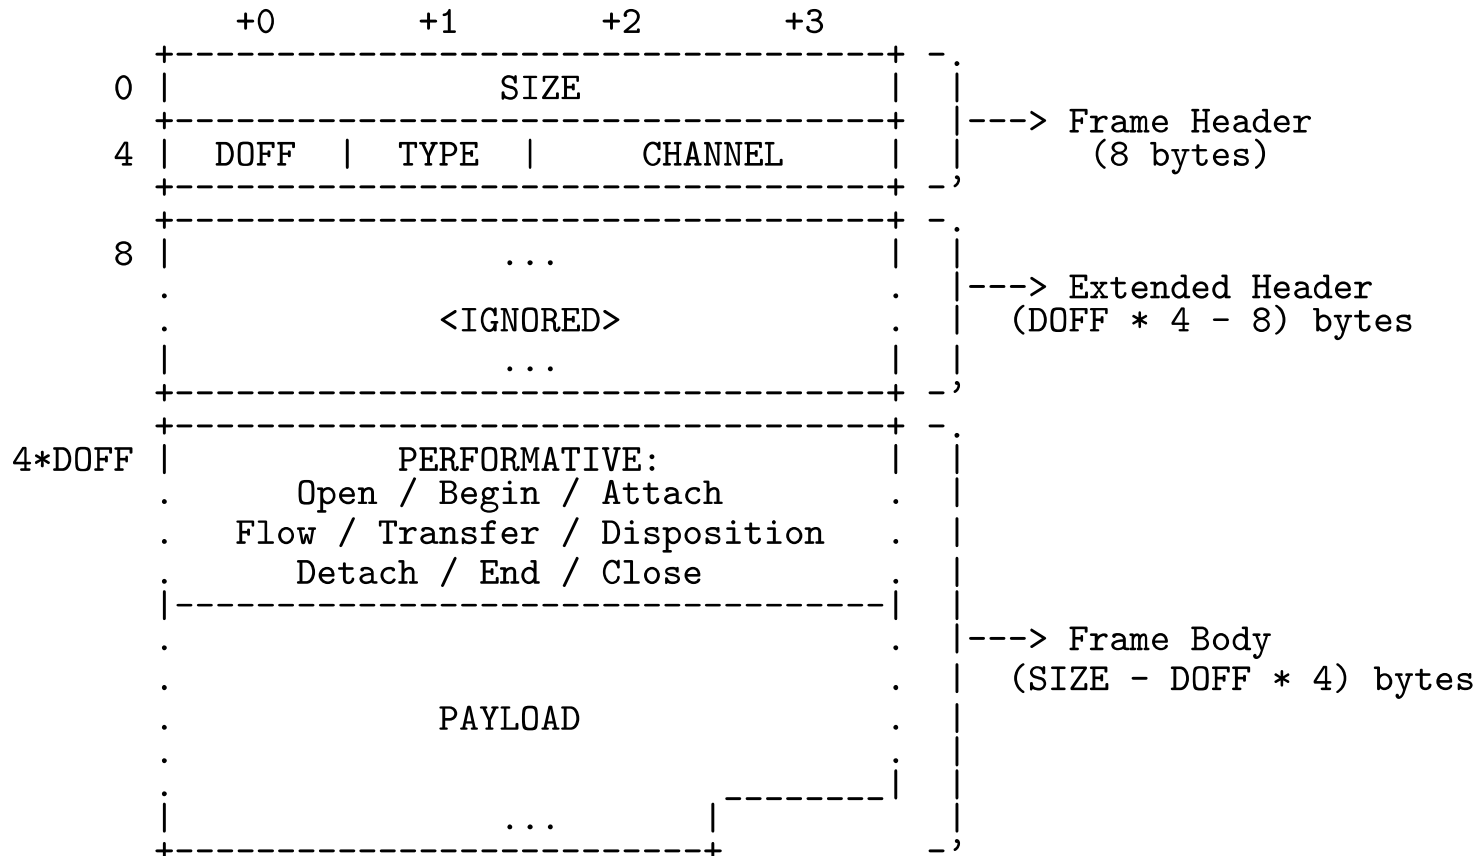 +0 +1 +2 +3
0 | SIZE |
---> Frame Header
4 | DOFF | TYPE | CHANNEL |
(8 bytes)
8 | ... |
---> Extended Header
<IGNORED>
(DOFF * 4 - 8) bytes
...
4*DOFF | PERFORMATIVE: |
Open / Begin / Attach
Flow / Transfer / Disposition
Detach / End / Close
---> Frame Body
(SIZE - DOFF * 4) bytes
PAYLOAD
...